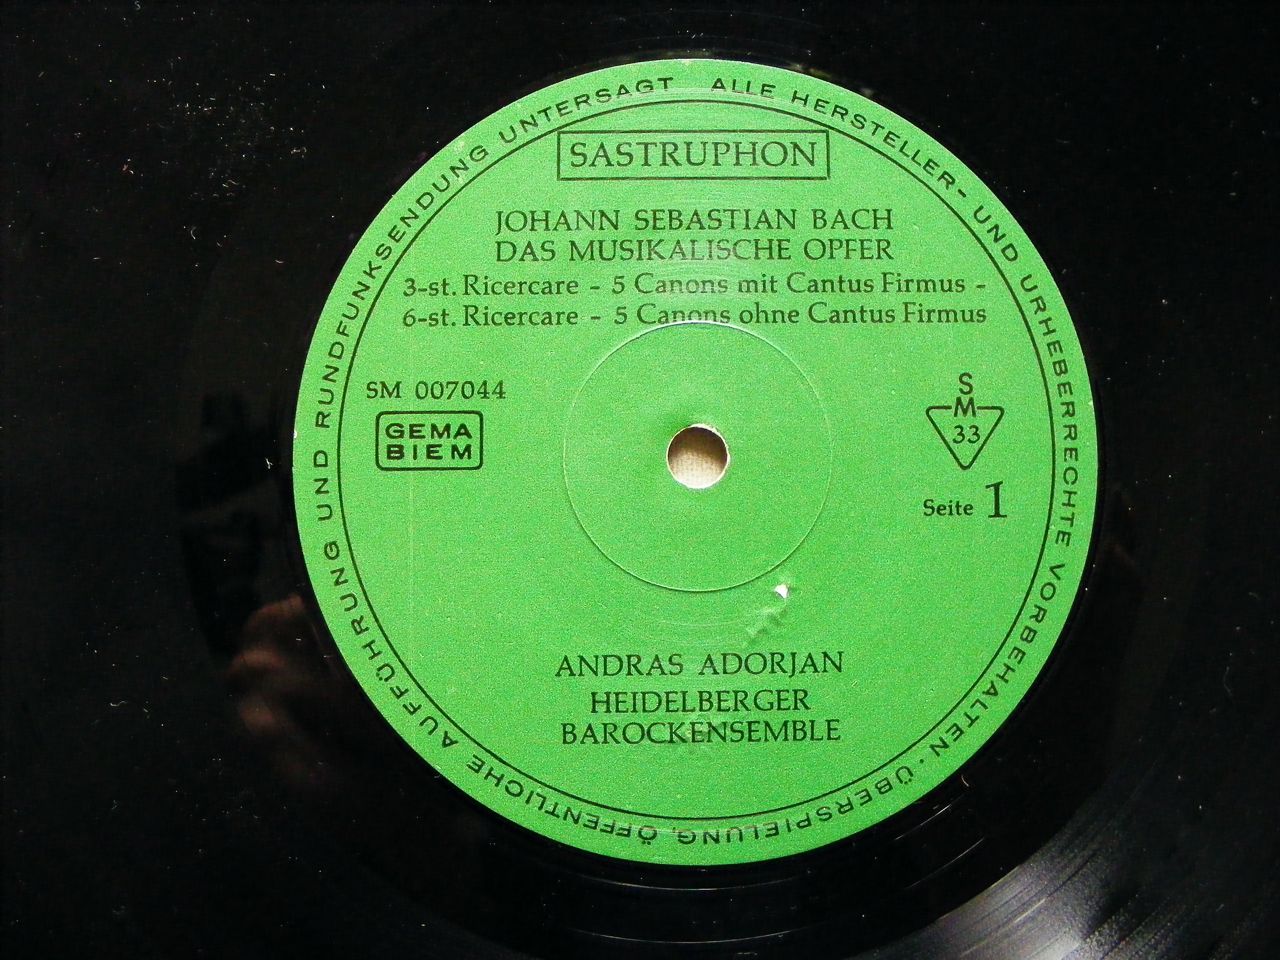 ALLE HERSTELLER- UND URHEBERRECHTE VORBEHALTEN · ÜBERSPIELUNG, ÖFFENTLICHE AUFFÜHRUNG UND RUNDFUNKSENDUNG UNTERSAGT
SASTRUPHON
JOHANN SEBASTIAN BACH
DAS MUSIKALISCHE OPFER
3-st. Ricercare - 5 Canons mit Cantus Firmus -
6-st. Ricercare - 5 Canons ohne Cantus Firmus
SM 007044
GEMA
BIEM
S
M
33
Seite 1
ANDRAS ADORJAN
HEIDELBERGER
BAROCKENSEMBLE